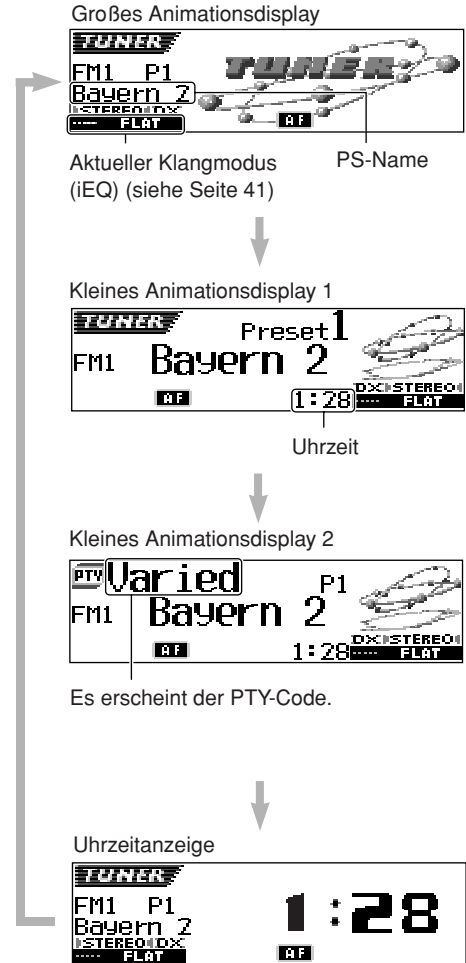 Großes Animationsdisplay
TUNER
FM1 P1
TUNER
Bayern 2
STEREO DX
----- FLAT
AF
Aktueller Klangmodus
(iEQ) (siehe Seite 41)
PS-Name
Kleines Animationsdisplay 1
TUNER
Preset 1
FM1 Bayern 2
DX STEREO
AF 1:28 ----- FLAT
Uhrzeit
Kleines Animationsdisplay 2
PTY Varied P1
FM1 Bayern 2
DX STEREO
AF 1:28 ----- FLAT
Es erscheint der PTY-Code.
Uhrzeitanzeige
TUNER
FM1 P1
1:28
Bayern 2
STEREO DX
----- FLAT
AF